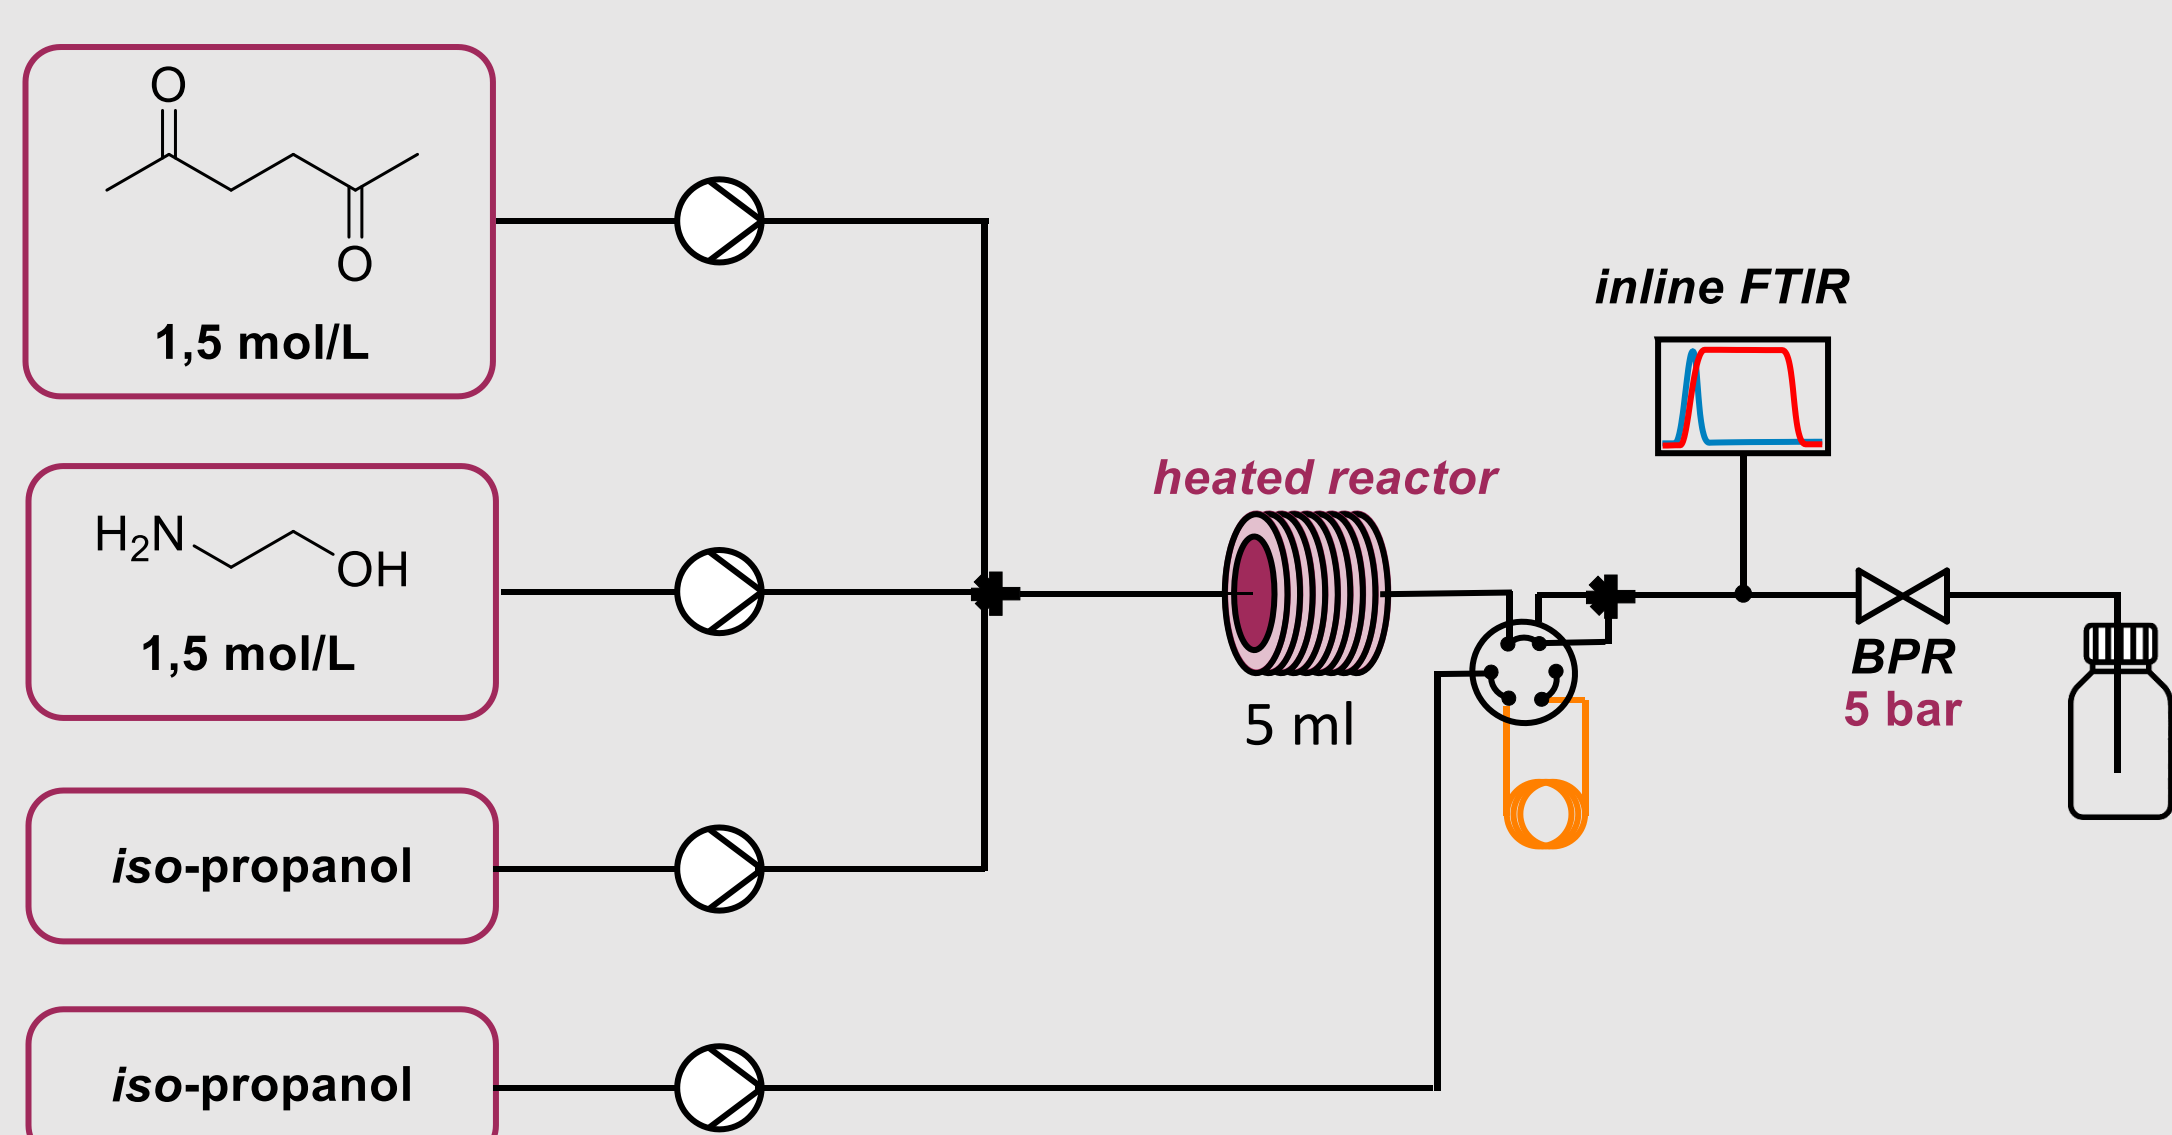 O
O
1,5 mol/L
H₂N
OH
1,5 mol/L
iso-propanol
iso-propanol
heated reactor
5 ml
inline FTIR
BPR
5 bar